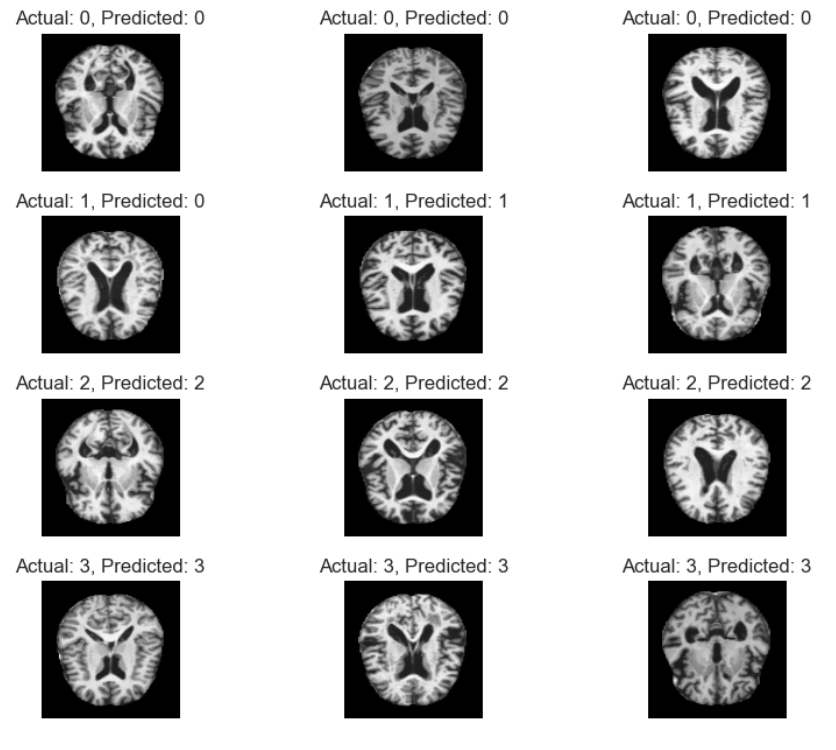 Actual: 0, Predicted: 0
Actual: 0, Predicted: 0
Actual: 0, Predicted: 0
Actual: 1, Predicted: 0
Actual: 1, Predicted: 1
Actual: 1, Predicted: 1
Actual: 2, Predicted: 2
Actual: 2, Predicted: 2
Actual: 2, Predicted: 2
Actual: 3, Predicted: 3
Actual: 3, Predicted: 3
Actual: 3, Predicted: 3